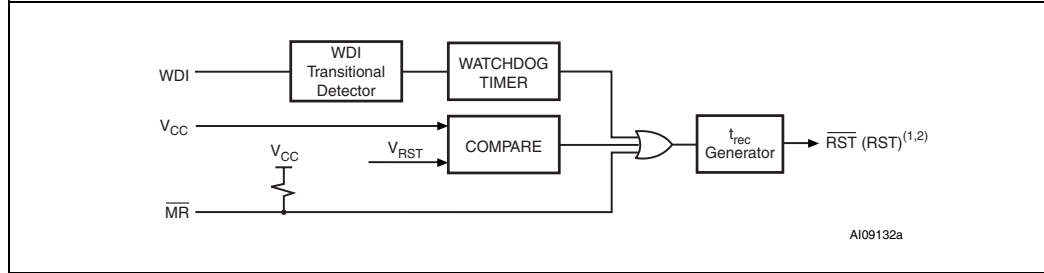 WDI
WDI
Transitional
Detector
WATCHDOG
TIMER
VCC
VRST
COMPARE
trec
Generator
RST (RST)(1,2)
VCC
MR
AI09132a